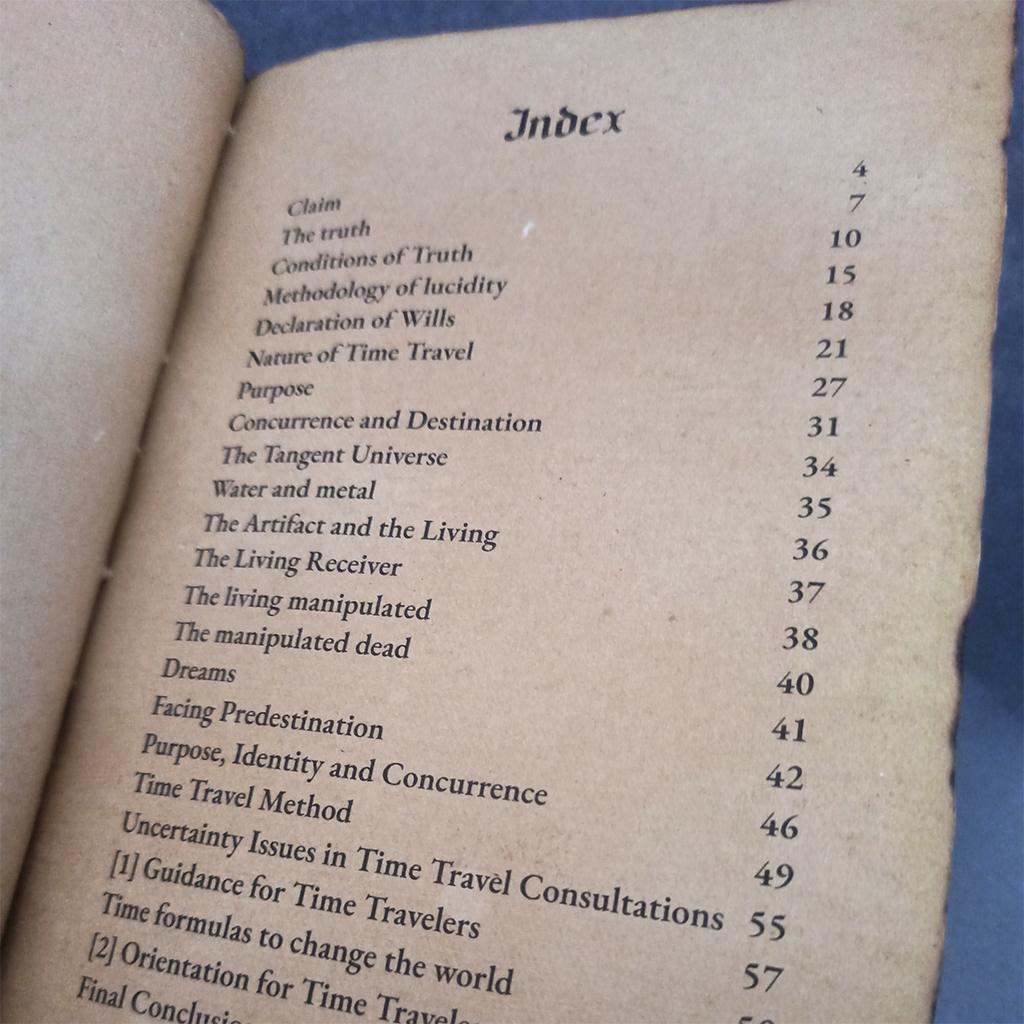 Index
Claim 4
The truth 7
Conditions of Truth 10
Methodology of lucidity 15
Declaration of Wills 18
Nature of Time Travel 21
Purpose 27
Concurrence and Destination 31
The Tangent Universe 34
Water and metal 35
The Artifact and the Living 36
The Living Receiver 37
The living manipulated 38
The manipulated dead 40
Dreams 41
Facing Predestination 42
Purpose, Identity and Concurrence 46
Time Travel Method 49
Uncertainty Issues in Time Travel Consultations 55
[1] Guidance for Time Travelers 57
Time formulas to change the world
[2] Orientation for Time
Final